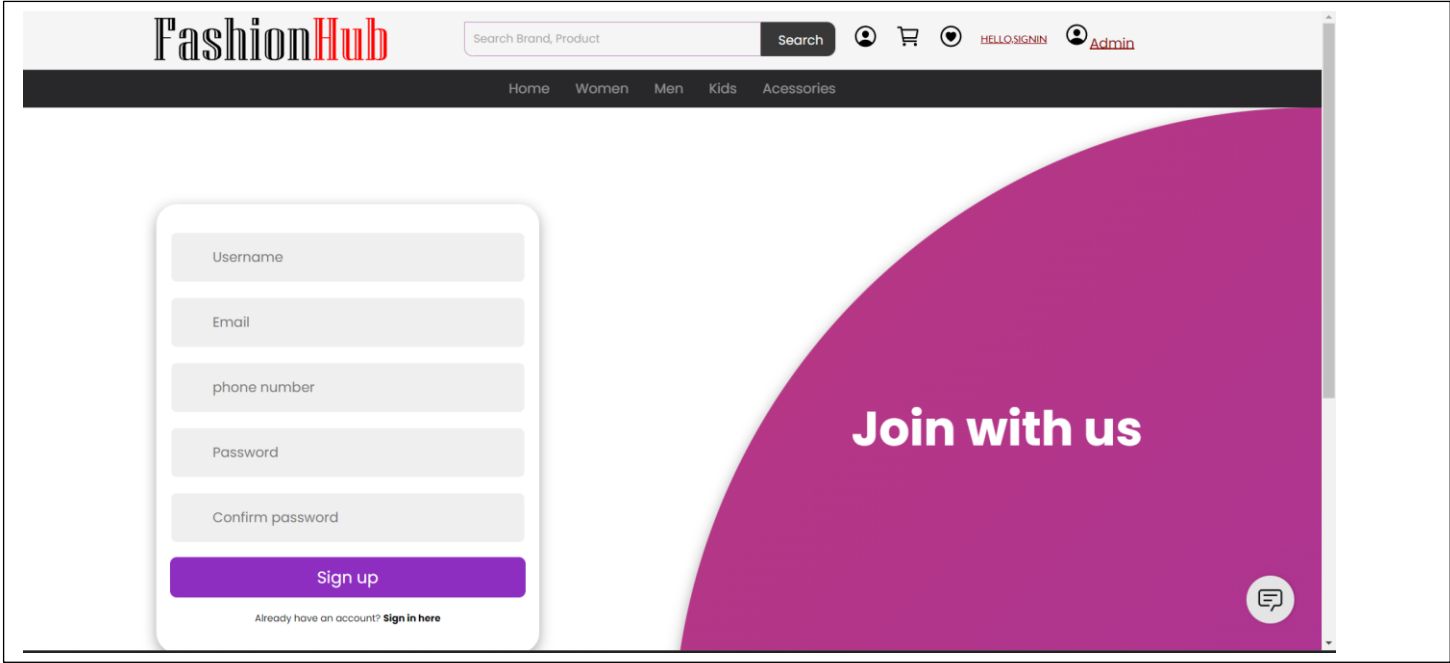 FashionHub
Search Brand, Product
Search
HELLO,SIGNIN
Admin
Home Women Men Kids Acessories
Username
Email
phone number
Password
Confirm password
Sign up
Already have an account? Sign in here
Join with us